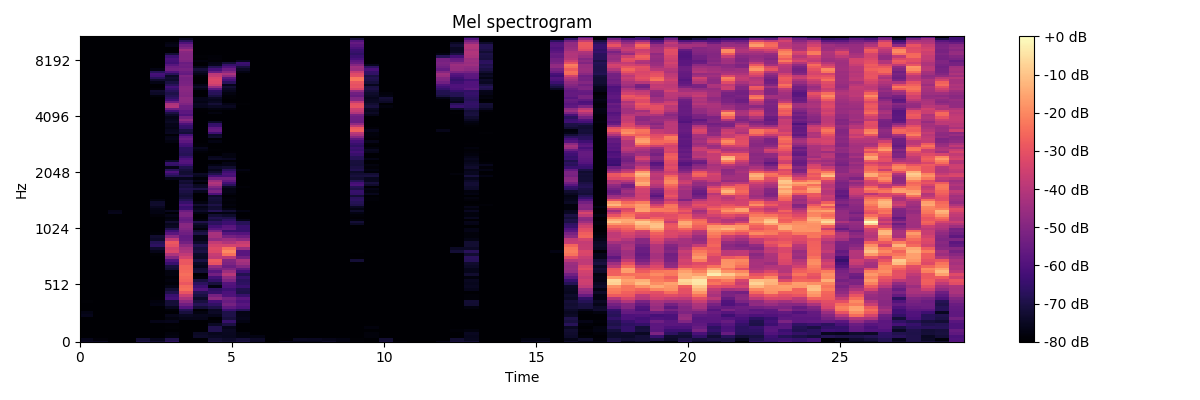 Mel spectrogram
8192
4096
2048
1024
512
0
Hz
0 5 10 15 20 25
Time
+0 dB
-10 dB
-20 dB
-30 dB
-40 dB
-50 dB
-60 dB
-70 dB
-80 dB